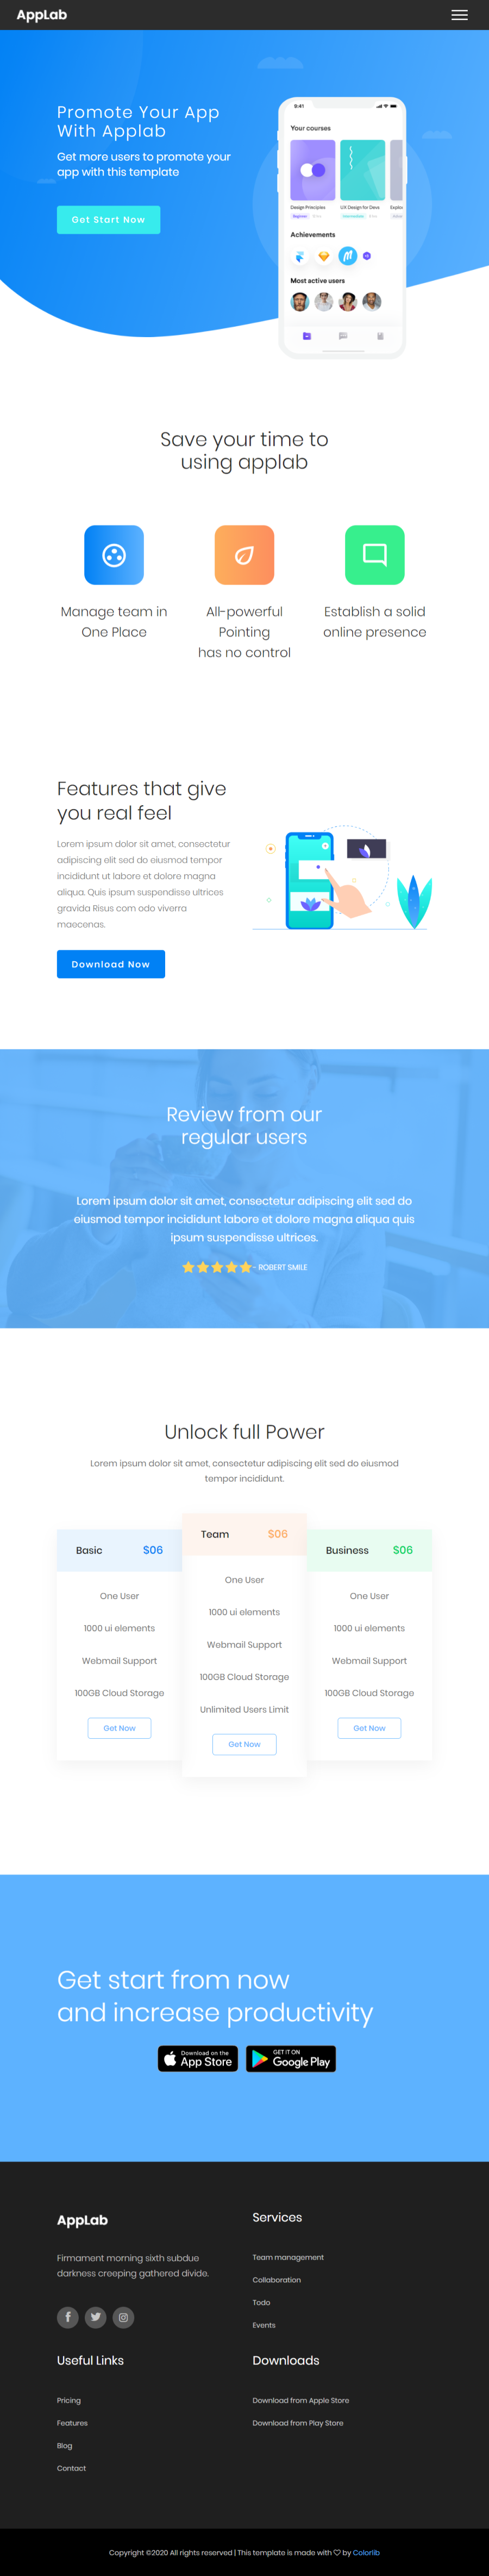 AppLab
Promote Your App
With Applab
Get more users to promote your
app with this template
Get Start Now
9:41
Your courses
Design Principles
UX Design for Devs
Explor
Beginner
Intermediate
Achievements
Most active users
Save your time to
using applab
Manage team in
One Place
All-powerful
Pointing
has no control
Establish a solid
online presence
Features that give
you real feel
Lorem ipsum dolor sit amet, consectetur
adipiscing elit sed do eiusmod tempor
incididunt ut labore et dolore magna
aliqua. Quis ipsum suspendisse ultrices
gravida Risus com odo viverra
maecenas.
Download Now
Review from our
regular users
Lorem ipsum dolor sit amet, consectetur adipiscing elit sed do
eiusmod tempor incididunt labore et dolore magna aliqua quis
ipsum suspendisse ultrices.
- ROBERT SMILE
Unlock full Power
Lorem ipsum dolor sit amet, consectetur adipiscing elit sed do eiusmod
tempor incididunt.
Basic $06
One User
1000 ui elements
Webmail Support
100GB Cloud Storage
Get Now
Team $06
One User
1000 ui elements
Webmail Support
100GB Cloud Storage
Unlimited Users Limit
Get Now
Business $06
One User
1000 ui elements
Webmail Support
100GB Cloud Storage
Get Now
Get start from now
and increase productivity
Download on the
App Store
GET IT ON
Google Play
AppLab
Firmament morning sixth subdue
darkness creeping gathered divide.
Services
Team management
Collaboration
Todo
Events
Useful Links
Pricing
Features
Blog
Contact
Downloads
Download from Apple Store
Download from Play Store
Copyright ©2020 All rights reserved | This template is made with ♡ by Colorlib